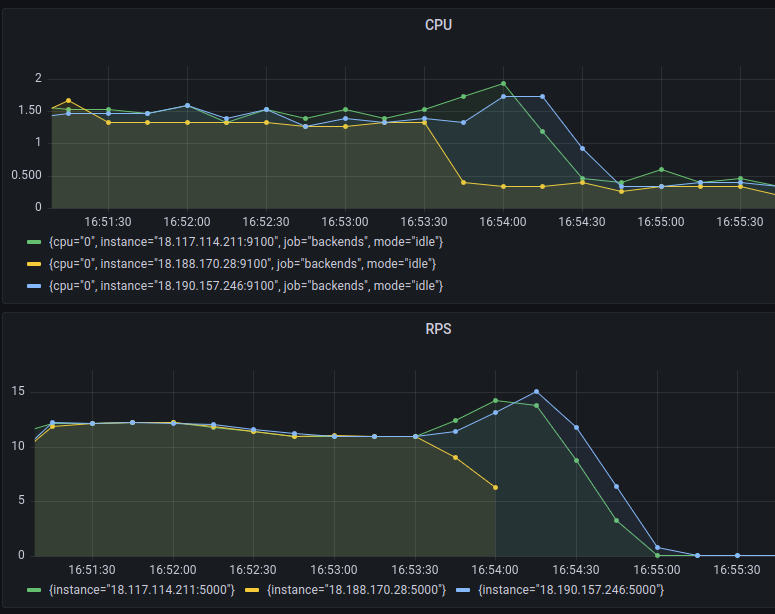 CPU
2
1.50
1
0.500
0
16:51:30 16:52:00 16:52:30 16:53:00 16:53:30 16:54:00 16:54:30 16:55:00 16:55:30
{cpu="0", instance="18.117.114.211:9100", job="backends", mode="idle"}
{cpu="0", instance="18.188.170.28:9100", job="backends", mode="idle"}
{cpu="0", instance="18.190.157.246:9100", job="backends", mode="idle"}
RPS
15
10
5
0
16:51:30 16:52:00 16:52:30 16:53:00 16:53:30 16:54:00 16:54:30 16:55:00 16:55:30
{instance="18.117.114.211:5000"} {instance="18.188.170.28:5000"} {instance="18.190.157.246:5000"}